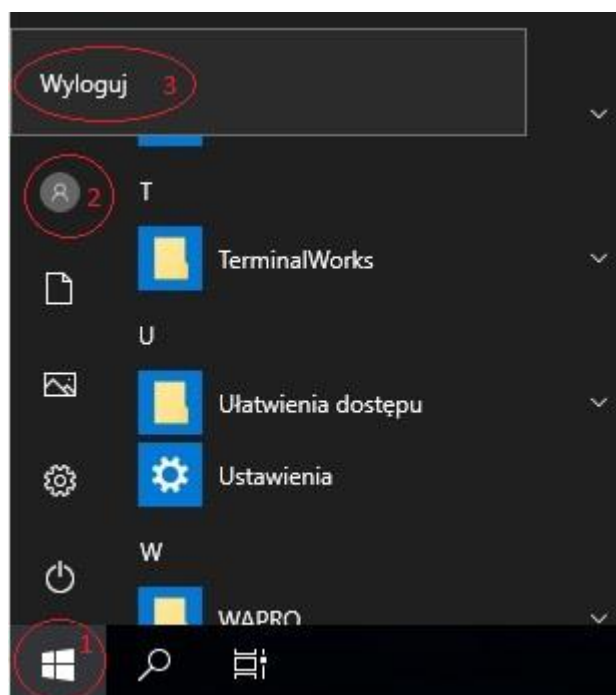 Wyloguj 3
2
T
TerminalWorks
U
Ułatwienia dostępu
Ustawienia
W
WAPRO
1